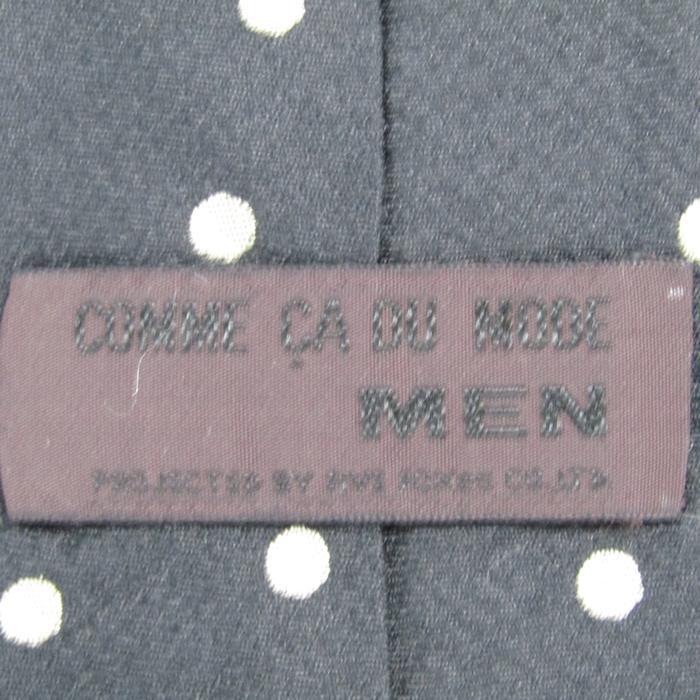 COMME ÇA DU MODE
MEN
PROJECTED BY FIVE FOXES CO.,LTD.